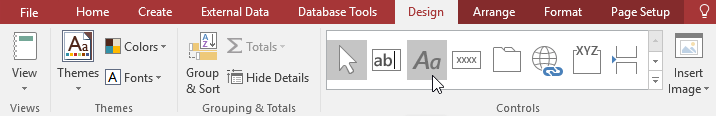 File Home Create External Data Database Tools Design Arrange Format Page Setup
View
Views
Aa
Themes
Colors
A Fonts
Themes
A
Z
Group
& Sort
Totals
Hide Details
Grouping & Totals
ab
Aa
xxxx
XYZ
Controls
Insert
Image